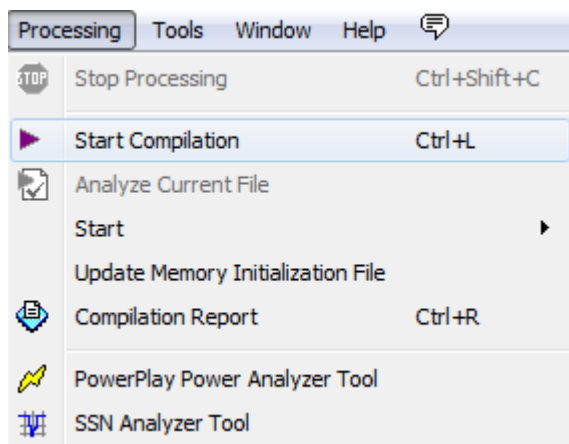 Processing Tools Window Help
STOP Stop Processing Ctrl+Shift+C
Start Compilation Ctrl+L
Analyze Current File
Start
Update Memory Initialization File
Compilation Report Ctrl+R
PowerPlay Power Analyzer Tool
SSN Analyzer Tool